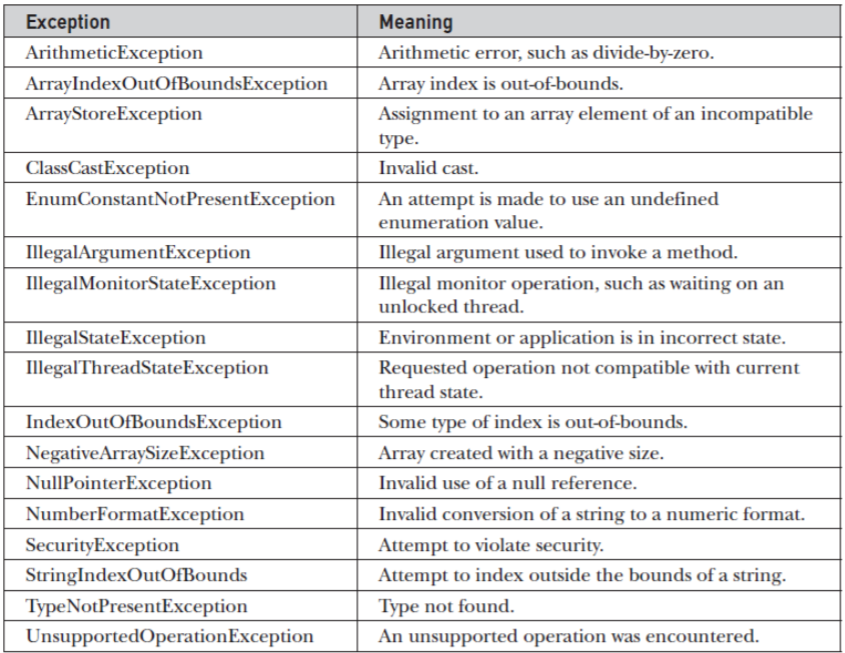 Exception Meaning
ArithmeticException Arithmetic error, such as divide-by-zero.
ArrayIndexOutOfBoundsException Array index is out-of-bounds.
ArrayStoreException Assignment to an array element of an incompatible
type.
ClassCastException Invalid cast.
EnumConstantNotPresentException An attempt is made to use an undefined
enumeration value.
IllegalArgumentException Illegal argument used to invoke a method.
IllegalMonitorStateException Illegal monitor operation, such as waiting on an
unlocked thread.
IllegalStateException Environment or application is in incorrect state.
IllegalThreadStateException Requested operation not compatible with current
thread state.
IndexOutOfBoundsException Some type of index is out-of-bounds.
NegativeArraySizeException Array created with a negative size.
NullPointerException Invalid use of a null reference.
NumberFormatException Invalid conversion of a string to a numeric format.
SecurityException Attempt to violate security.
StringIndexOutOfBounds Attempt to index outside the bounds of a string.
TypeNotPresentException Type not found.
UnsupportedOperationException An unsupported operation was encountered.